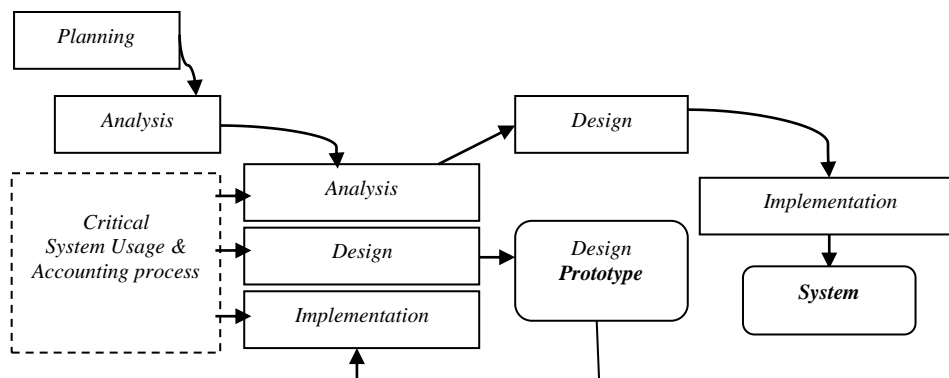 Planning
Analysis
Design
Analysis
Implementation
Critical
System Usage &
Accounting process
Design
Design
Prototype
System
Implementation